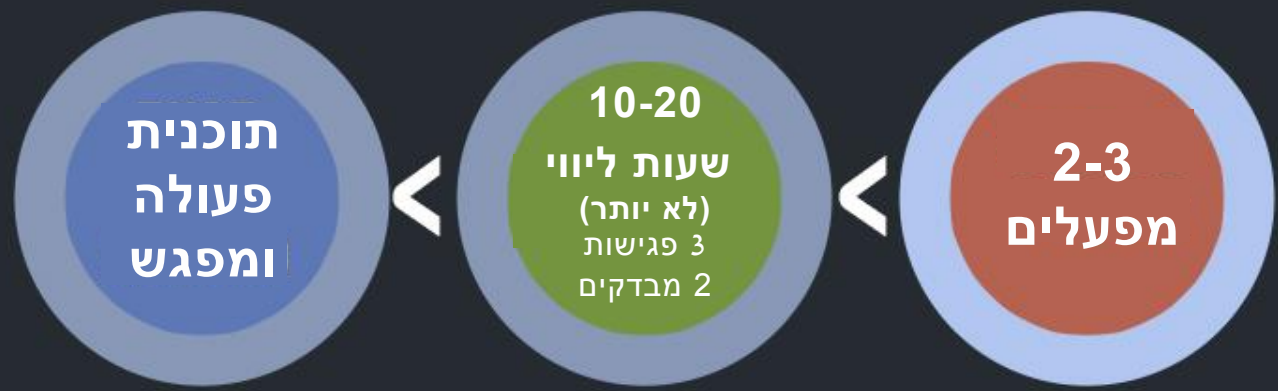 2-3
מפעלים
<
10-20
שעות ליווי
(לא יותר)
3 פגישות
2 מבדקים
<
תוכנית
פעולה
ומפגש